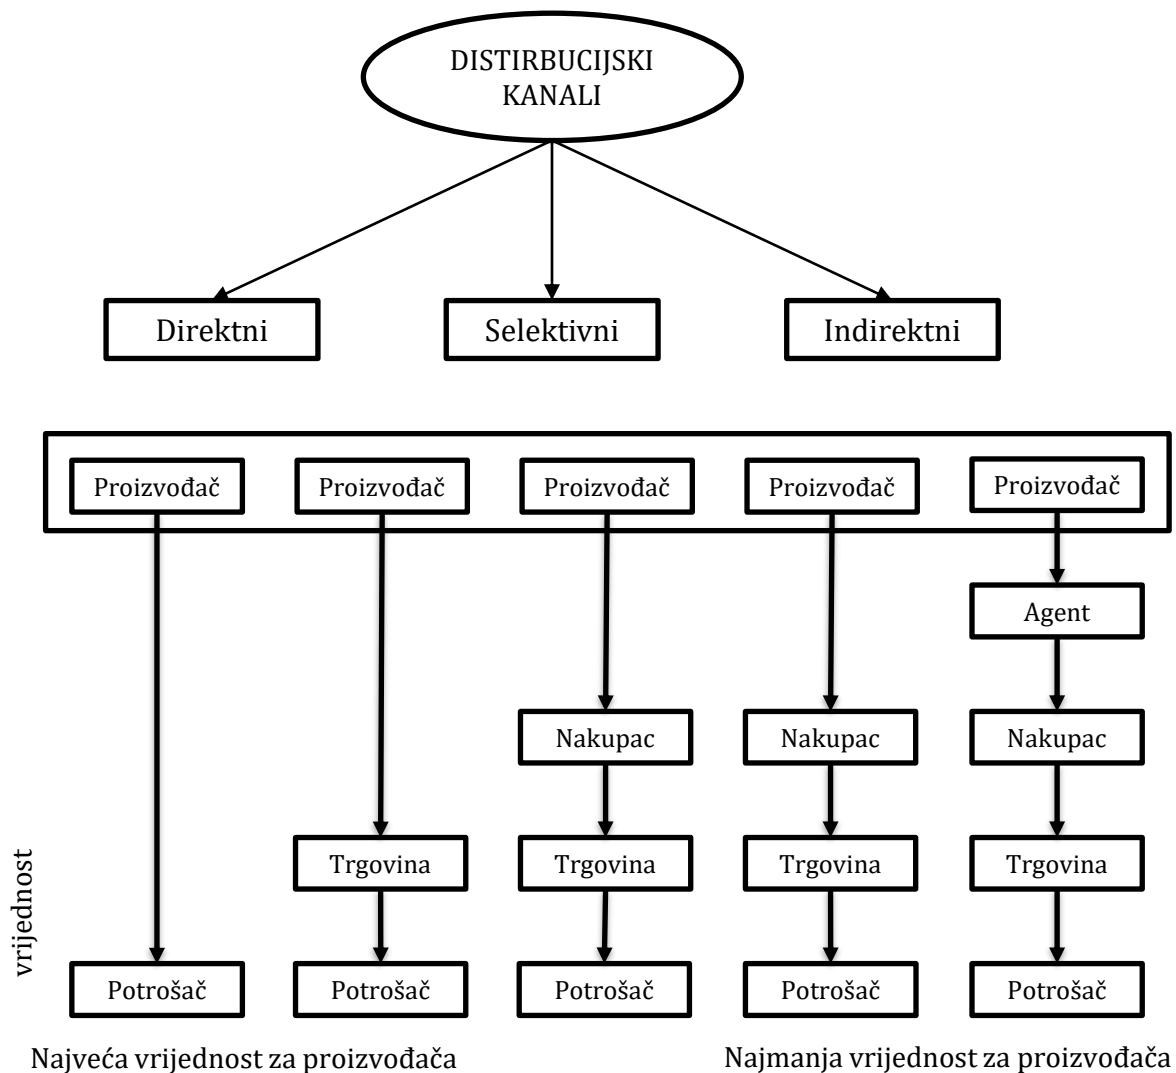 DISTIRBUCIJSKI
KANALI
Direktni
Selektivni
Indirektni
Proizvođač
Proizvođač
Proizvođač
Proizvođač
Proizvođač
Agent
Nakupac
Nakupac
Nakupac
Trgovina
Trgovina
Trgovina
Trgovina
vrijednost
Potrošač
Potrošač
Potrošač
Potrošač
Potrošač
Najveća vrijednost za proizvođača
Najmanja vrijednost za proizvođača